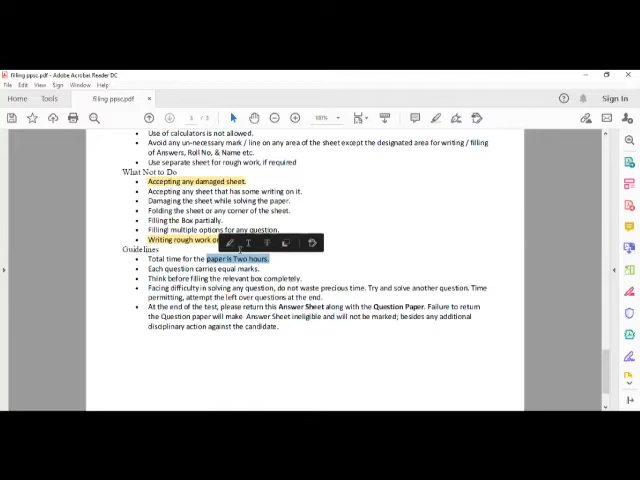 filling ppsc.pdf - Adobe Acrobat Reader DC
File Edit View Sign Window Help
Home Tools filling ppsc.pdf × Sign In
3 / 3 100%
• Use of calculators is not allowed.
• Avoid any un-necessary mark / line on any area of the sheet except the designated area for writing / filling
of Answers, Roll No, & Name etc.
• Use separate sheet for rough work, if required
What Not to Do
• Accepting any damaged sheet.
• Accepting any sheet that has some writing on it.
• Damaging the sheet while solving the paper.
• Folding the sheet or any corner of the sheet.
• Filling the Box partially.
• Filling multiple options for any question.
• Writing rough work
Guidelines
• Total time for the paper is Two hours.
• Each question carries equal marks.
• Think before filling the relevant box completely.
• Facing difficulty in solving any question, do not waste precious time. Try and solve another question. Time
permitting, attempt the left over questions at the end.
• At the end of the test, please return this Answer Sheet along with the Question Paper. Failure to return
the Question paper will make Answer Sheet ineligible and will not be marked; besides any additional
disciplinary action against the candidate.